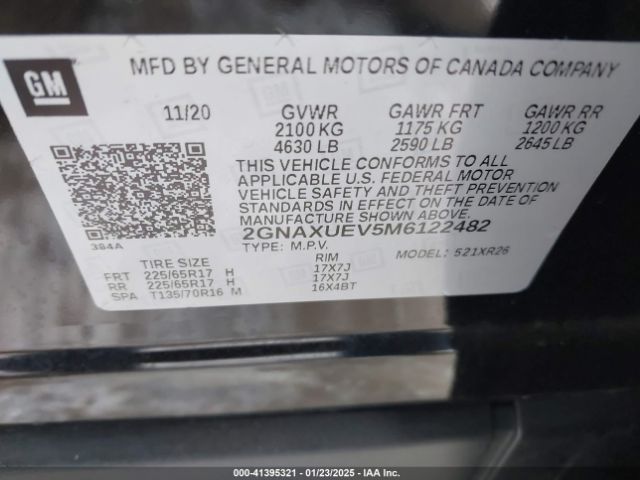 GM
MFD BY GENERAL MOTORS OF CANADA COMPANY
11/20 GVWR GAWR FRT GAWR RR
2100 KG 1175 KG 1200 KG
4630 LB 2590 LB 2645 LB
THIS VEHICLE CONFORMS TO ALL
APPLICABLE U.S. FEDERAL MOTOR
VEHICLE SAFETY AND THEFT PREVENTION
STANDARDS IN EFFECT ON THE DATE OF
MANUFACTURE SHOWN ABOVE.
2GNAXUEV5M6122482
384A
TYPE: M.P.V. MODEL: 521XR26
TIRE SIZE RIM
FRT 225/65R17 H 17X7J
RR 225/65R17 H 17X7J
SPA T135/70R16 M 16X4BT
000-41395321 | 01/23/2025 | IAA Inc.